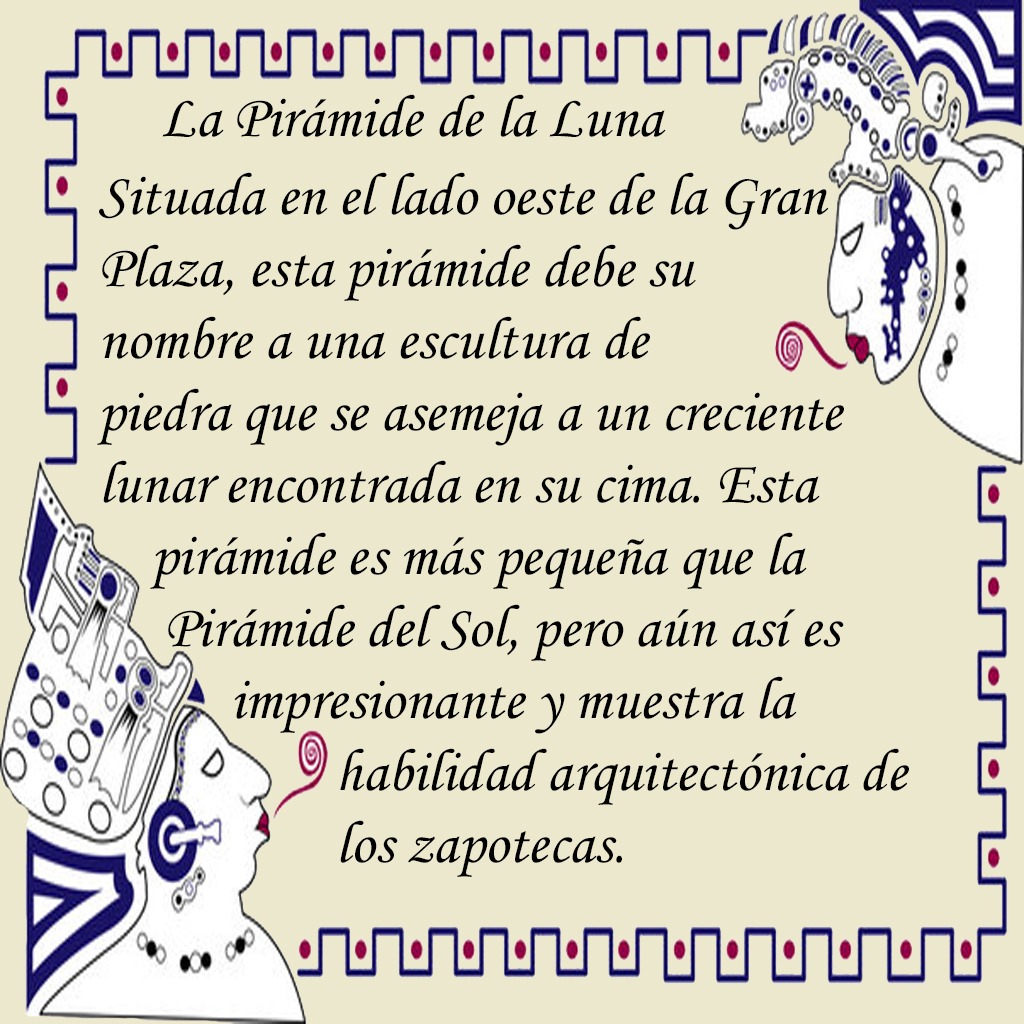 La Pirámide de la Luna
Situada en el lado oeste de la Gran
Plaza, esta pirámide debe su
nombre a una escultura de
piedra que se asemeja a un creciente
lunar encontrada en su cima. Esta
pirámide es más pequeña que la
Pirámide del Sol, pero aún así es
impresionante y muestra la
habilidad arquitectónica de
los zapotecas.